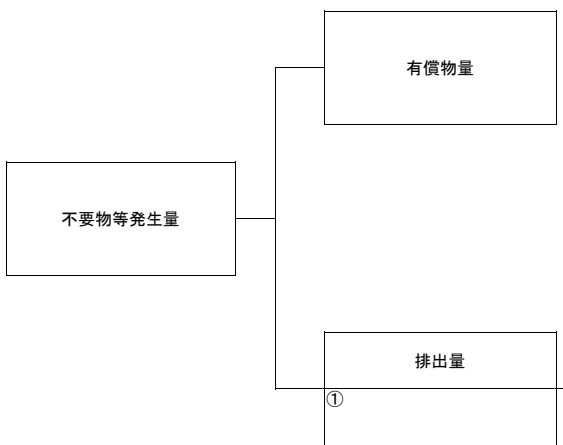 有償物量
不要物等発生量
排出量
①